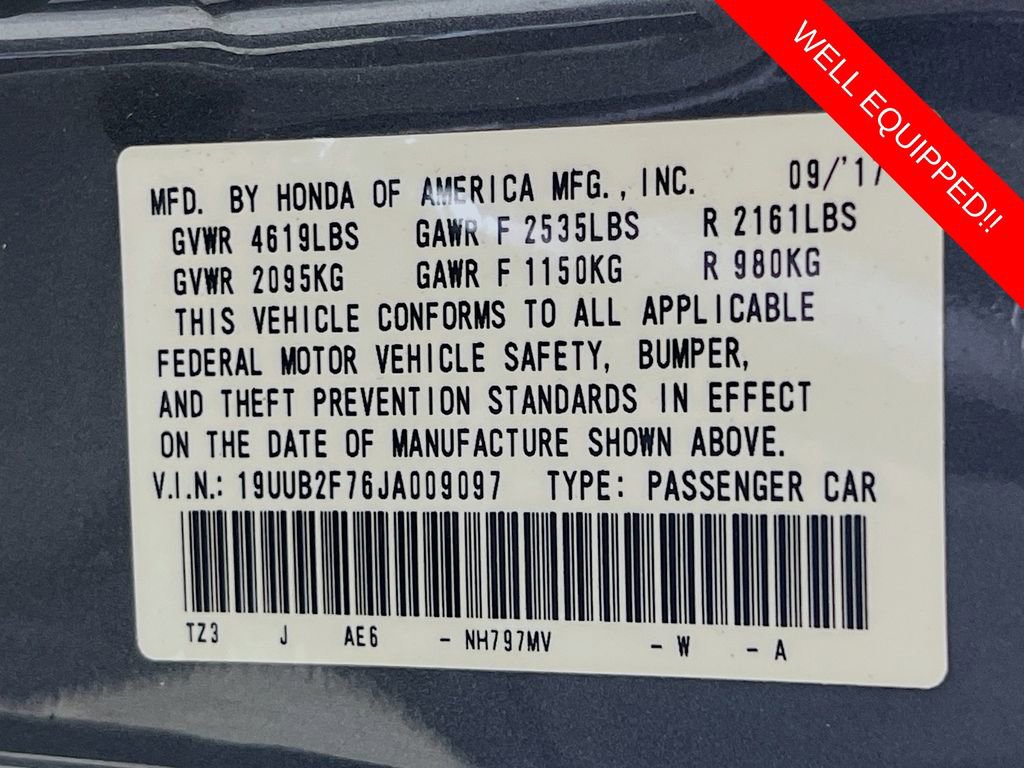 WELL EQUIPPED!!
MFD. BY HONDA OF AMERICA MFG., INC. 09/'17
GVWR 4619LBS GAWR F 2535LBS R 2161LBS
GVWR 2095KG GAWR F 1150KG R 980KG
THIS VEHICLE CONFORMS TO ALL APPLICABLE
FEDERAL MOTOR VEHICLE SAFETY, BUMPER,
AND THEFT PREVENTION STANDARDS IN EFFECT
ON THE DATE OF MANUFACTURE SHOWN ABOVE.
V.I.N.: 19UUB2F76JA009097 TYPE: PASSENGER CAR
TZ3 J AE6 - NH797MV - W - A